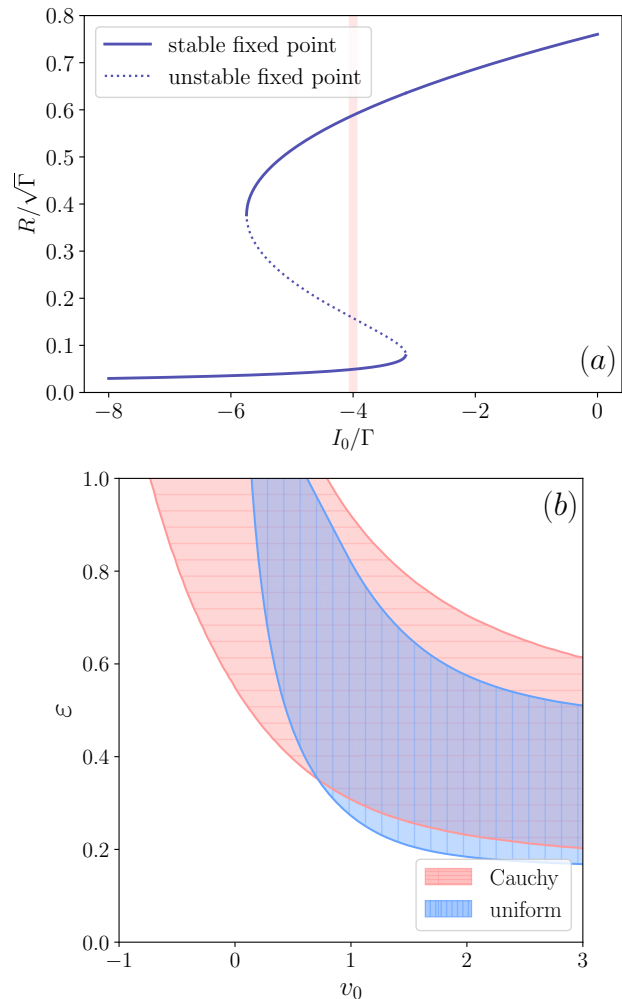 0.8
0.7
0.6
0.5
0.4
0.3
0.2
0.1
0.0
R/√Γ
stable fixed point
unstable fixed point
(a)
−8
−6
−4
−2
0
I₀/Γ
1.0
0.8
0.6
0.4
0.2
0.0
ε
(b)
Cauchy
uniform
−1
0
1
2
3
v₀